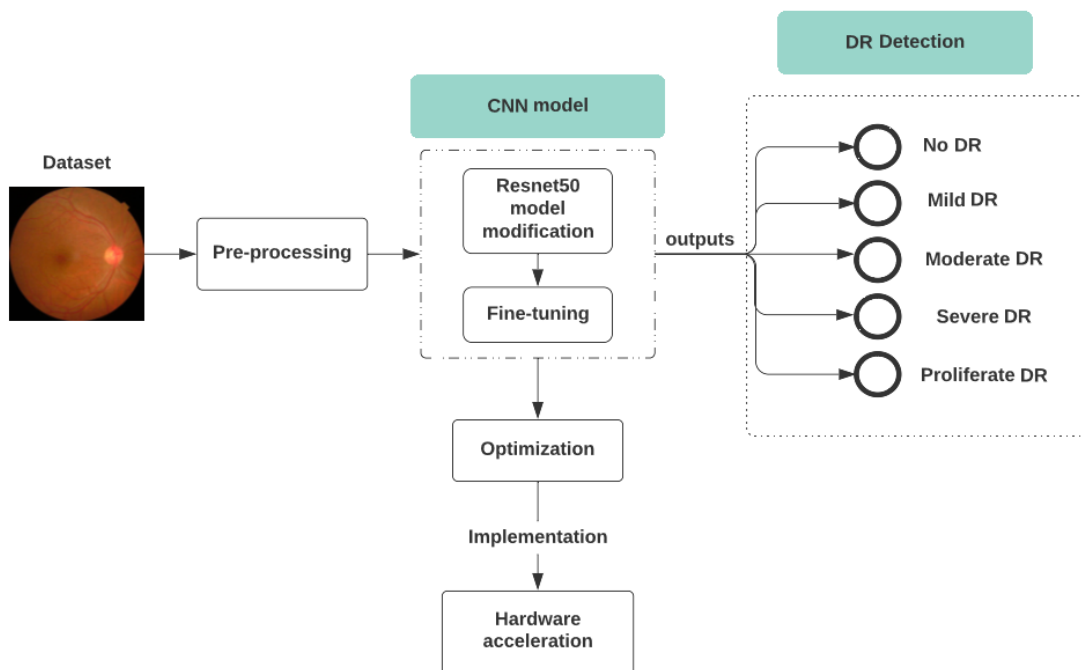 DR Detection
CNN model
Dataset
Resnet50
model
modification
Pre-processing
Fine-tuning
outputs
No DR
Mild DR
Moderate DR
Severe DR
Proliferate DR
Optimization
Implementation
Hardware
acceleration